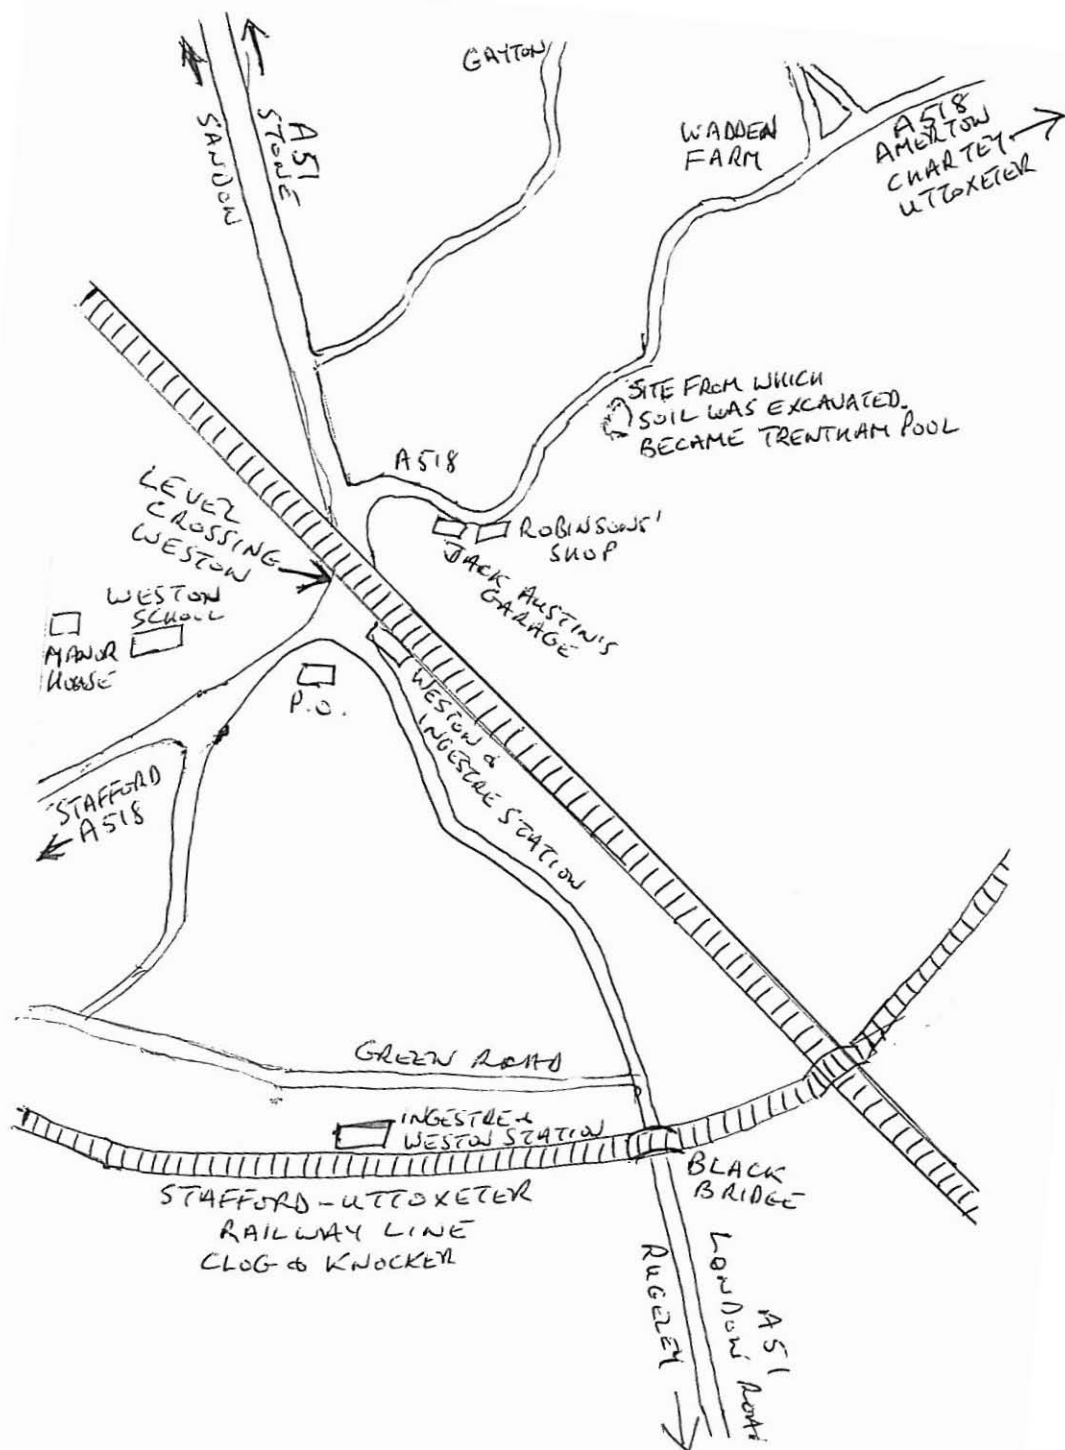 GAYTON
A51
STONE
SANDON
WADDEN
FARM
A518
AMERTON
CHARTEY
UTTOXETER
SITE FROM WHICH
SOIL WAS EXCAVATED.
BECAME TRENTHAM POOL
A518
LEVEL
CROSSING
WESTON
ROBINSONS'
SHOP
JACK AUSTIN'S
GARAGE
WESTON
SCHOOL
MANOR
HOUSE
P.O.
WESTON &
INGESTRE STATION
STAFFORD
A518
GREEN ROAD
INGESTRE &
WESTON STATION
BLACK
BRIDGE
STAFFORD-UTTOXETER
RAILWAY LINE
CLOG & KNOCKER
RUGELEY
A51
LONDON ROAD